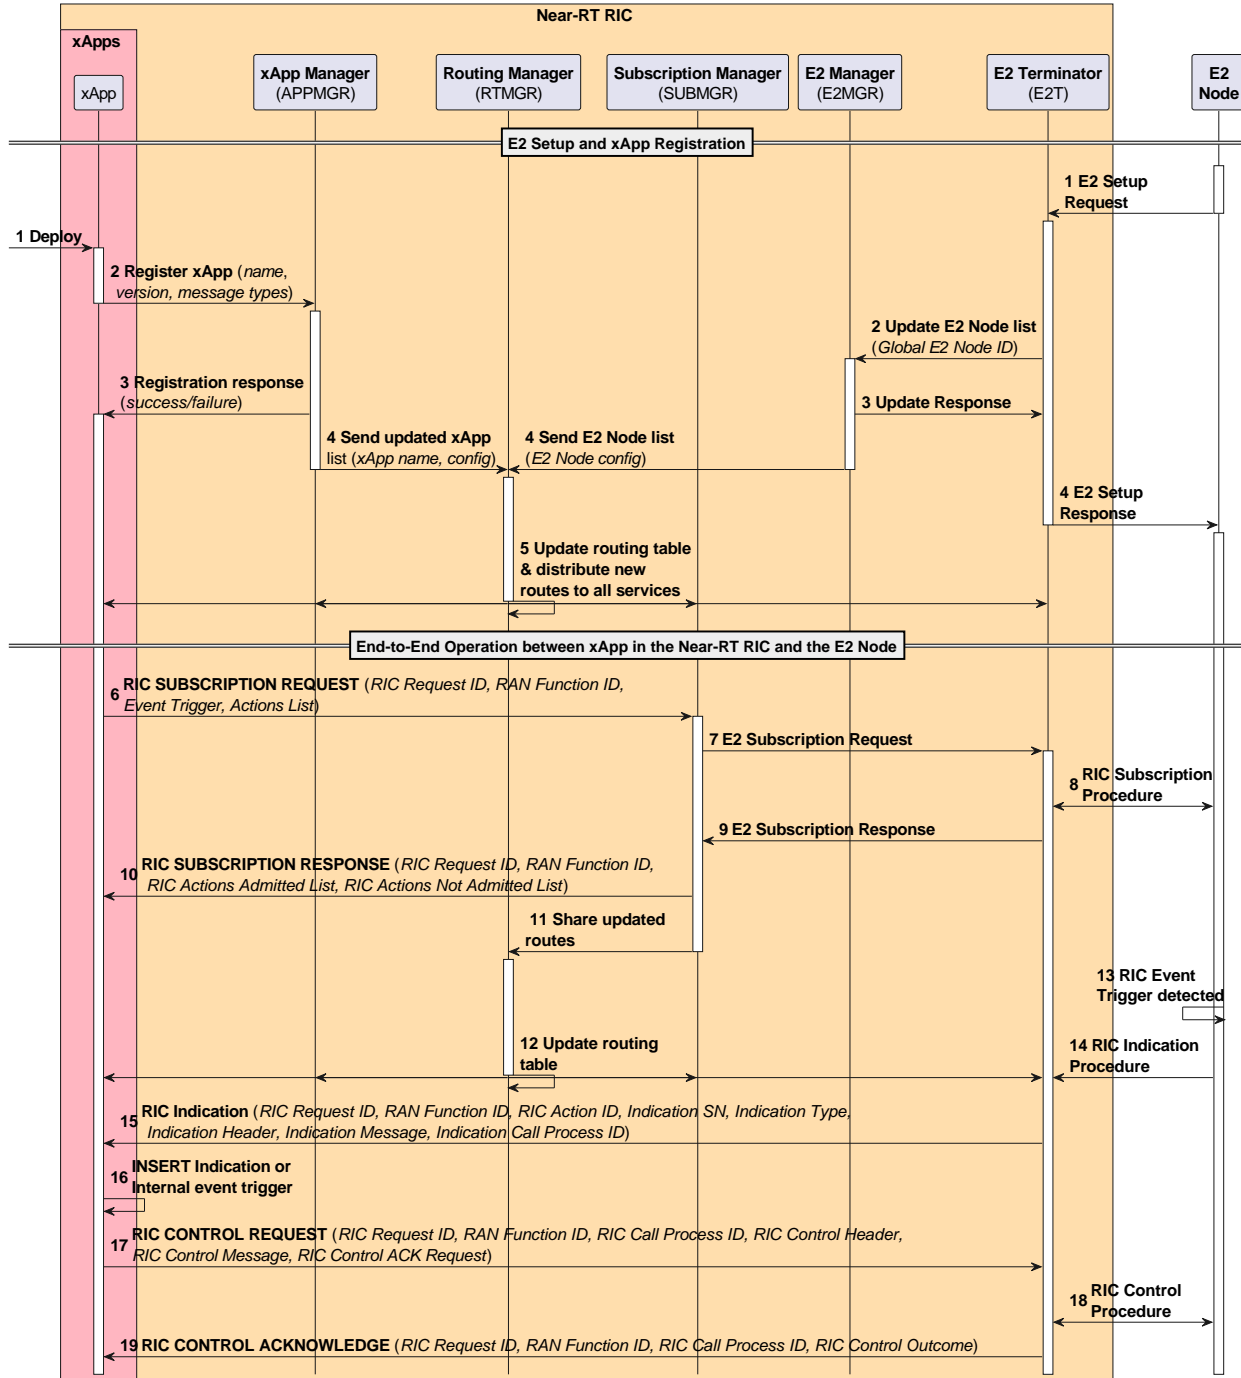 Near-RT RIC
xApps
xApp
xApp Manager
(APPMGR)
Routing Manager
(RTMGR)
Subscription Manager
(SUBMGR)
E2 Manager
(E2MGR)
E2 Terminator
(E2T)
E2
Node
E2 Setup and xApp Registration
1 E2 Setup
Request
1 Deploy
2 Register xApp (name,
version, message types)
2 Update E2 Node list
(Global E2 Node ID)
3 Registration response
(success/failure)
3 Update Response
4 Send updated xApp
list (xApp name, config)
4 Send E2 Node list
(E2 Node config)
4 E2 Setup
Response
5 Update routing table
& distribute new
routes to all services
End-to-End Operation between xApp in the Near-RT RIC and the E2 Node
6 RIC SUBSCRIPTION REQUEST (RIC Request ID, RAN Function ID,
Event Trigger, Actions List)
7 E2 Subscription Request
8 RIC Subscription
Procedure
9 E2 Subscription Response
10 RIC SUBSCRIPTION RESPONSE (RIC Request ID, RAN Function ID,
RIC Actions Admitted List, RIC Actions Not Admitted List)
11 Share updated
routes
13 RIC Event
Trigger detected
12 Update routing
table
14 RIC Indication
Procedure
15 RIC Indication (RIC Request ID, RAN Function ID, RIC Action ID, Indication SN, Indication Type,
Indication Header, Indication Message, Indication Call Process ID)
16 INSERT Indication or
Internal event trigger
17 RIC CONTROL REQUEST (RIC Request ID, RAN Function ID, RIC Call Process ID, RIC Control Header,
RIC Control Message, RIC Control ACK Request)
18 RIC Control
Procedure
19 RIC CONTROL ACKNOWLEDGE (RIC Request ID, RAN Function ID, RIC Call Process ID, RIC Control Outcome)